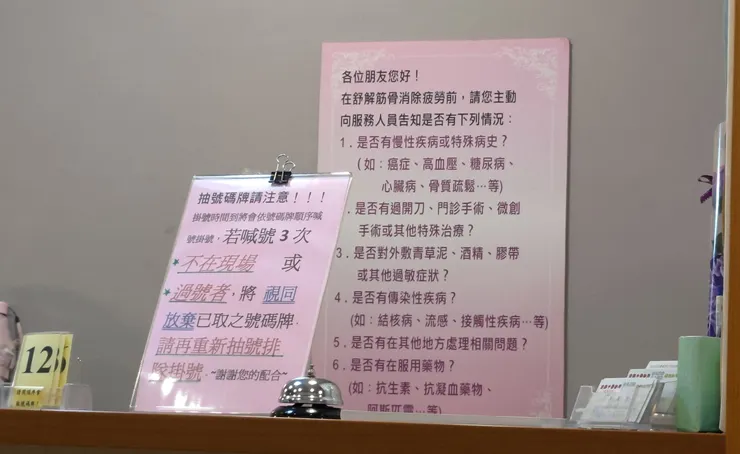 各位朋友您好！
在舒解筋骨消除疲勞前，請您主動
向服務人員告知是否有下列情況：
1．是否有慢性疾病或特殊病史？
(如：癌症、高血壓、糖尿病、
心臟病、骨質疏鬆…等)
．是否有過開刀、門診手術、微創
手術或其他特殊治療？
3．是否對外敷青草泥、酒精、膠帶
或其他過敏症狀？
4．是否有傳染性疾病？
(如：結核病、流感、接觸性疾病…等)
5．是否有在其他地方處理相關問題？
6．是否有在服用藥物？
(如：抗生素、抗凝血藥物、
阿斯匹靈…等)
抽號碼牌請注意！！！
掛號時間到將會依號碼牌順序喊
號掛號，若喊號3次
不在現場 或
過號者，將 視同
放棄已取之號碼牌，
請再重新抽號排
隊掛號，~謝謝您的配合~
12